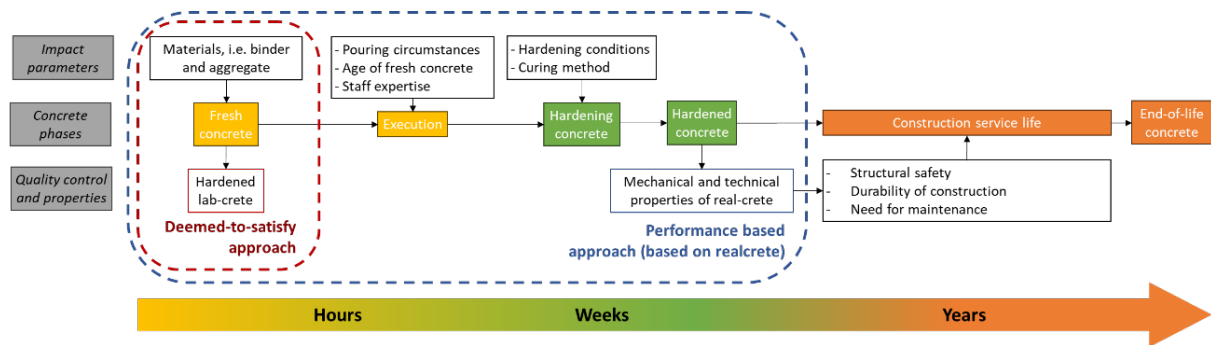 Impact
parameters
Materials, i.e. binder
and aggregate
- Pouring circumstances
- Age of fresh concrete
- Staff expertise
- Hardening conditions
- Curing method
Concrete
phases
Fresh
concrete
Execution
Hardening
concrete
Hardened
concrete
Construction service life
End-of-life
concrete
Quality control
and properties
Hardened
lab-crete
Mechanical and technical
properties of real-crete
- Structural safety
- Durability of construction
- Need for maintenance
Deemed-to-satisfy
approach
Performance based
approach (based on realcrete)
Hours
Weeks
Years